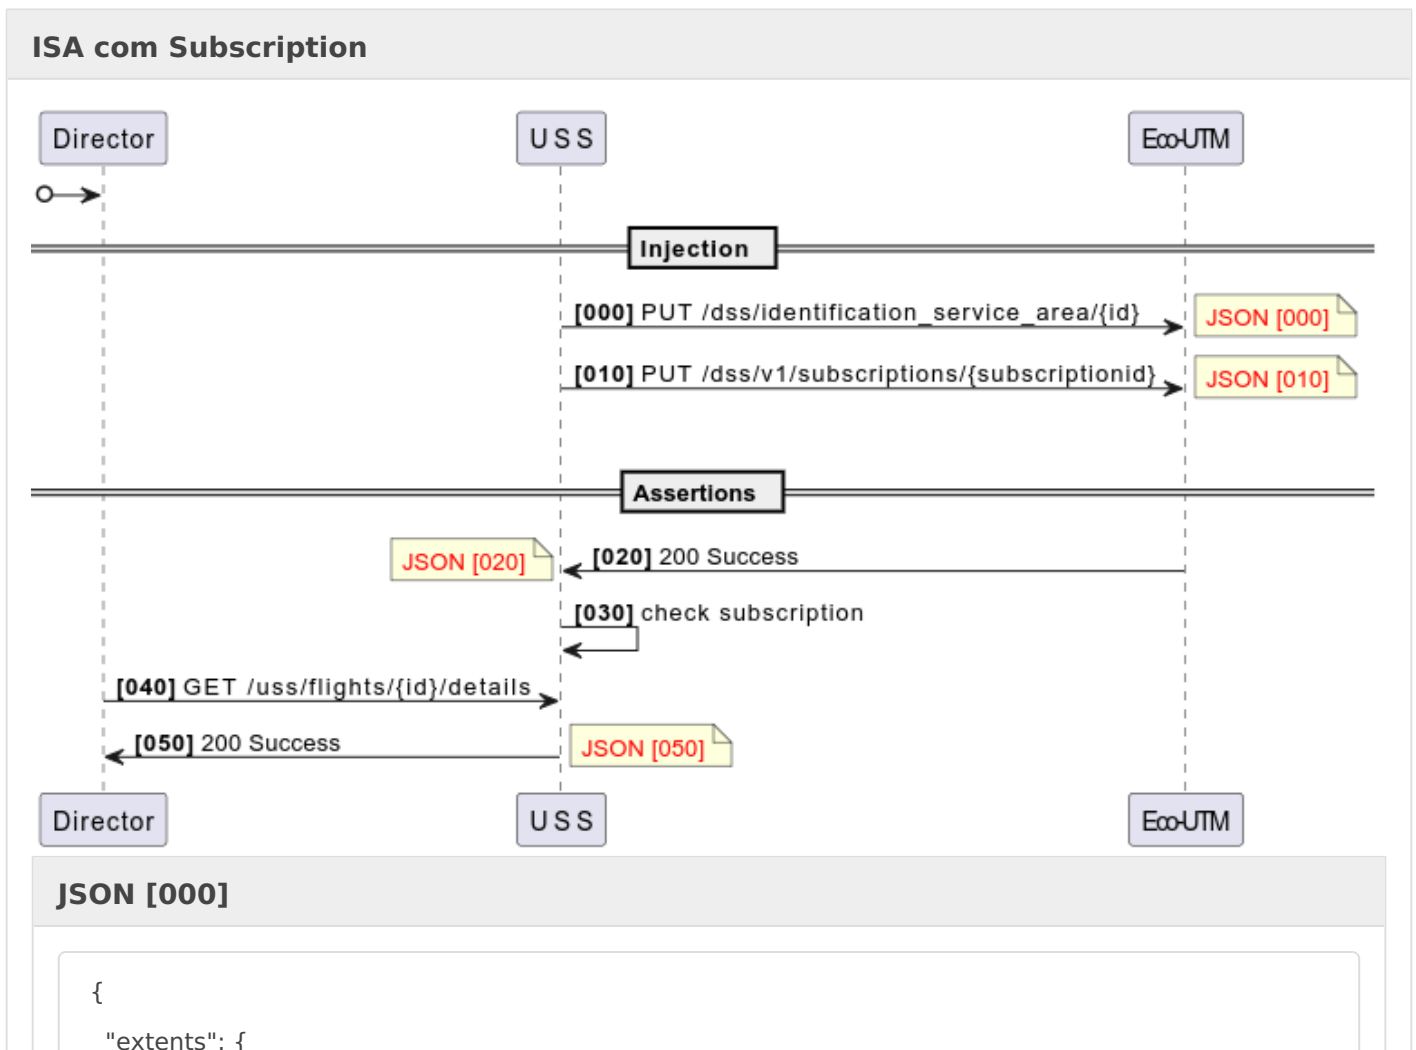 ISA com Subscription
Director
USS
Eco-UTM
Injection
[000] PUT /dss/identification_service_area/{id}
JSON [000]
[010] PUT /dss/v1/subscriptions/{subscriptionid}
JSON [010]
Assertions
JSON [020]
[020] 200 Success
[030] check subscription
[040] GET /uss/flights/{id}/details
[050] 200 Success
JSON [050]
Director
USS
Eco-UTM
JSON [000]
{
"extents": {